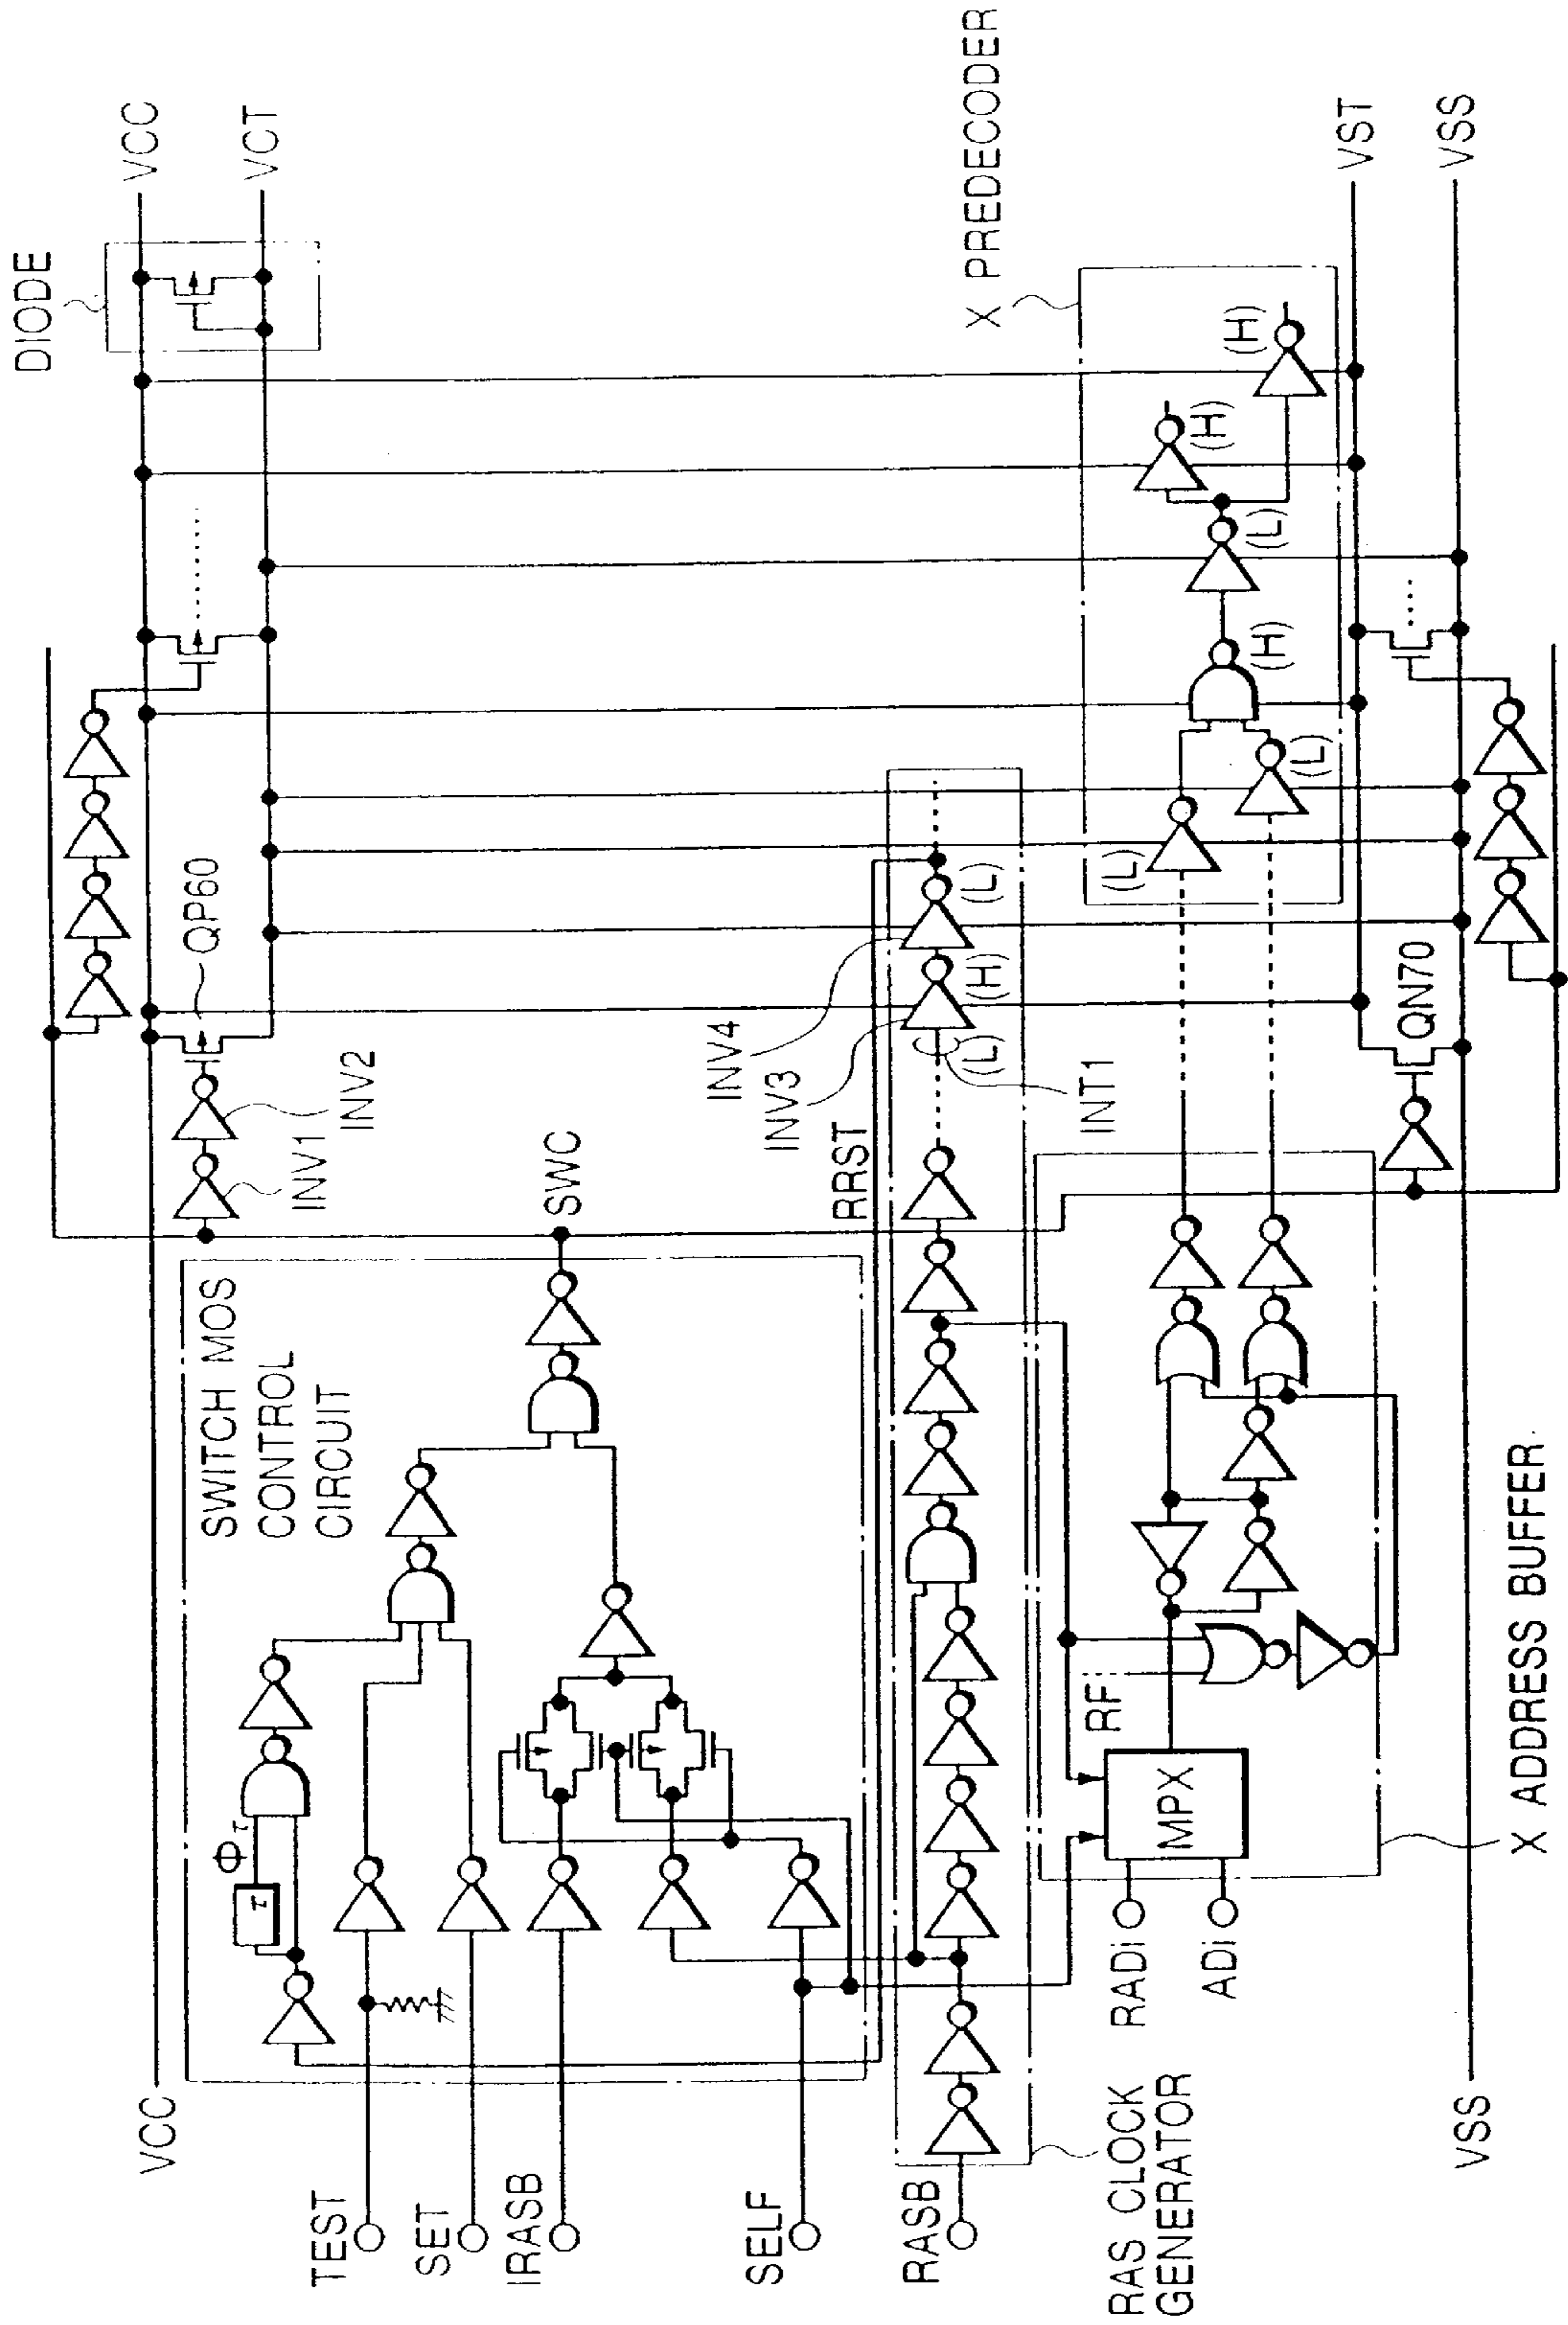 DIODE
VCC
VCT
QP60
INV1
INV2
SWC
SWITCH MOS
CONTROL
CIRCUIT
Φτ
τ
VCC
TEST
SET
IRASB
SELF
RASB
RAS CLOCK
GENERATOR
RRST
INV3
INV4
(L)
(H)
(L)
INT1
X PREDECODER
(L)
(L)
(H)
(L)
(H)
(H)
RF
MPX
RADi
ADi
X ADDRESS BUFFER
QN70
VST
VSS
VSS